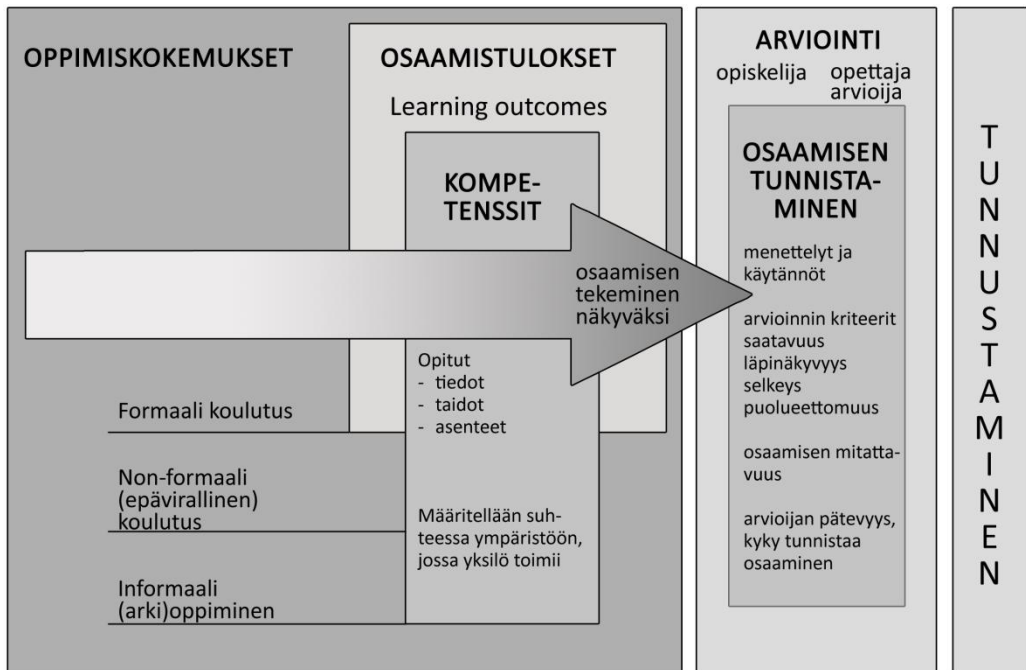 OPPIMISKOKEMUKSET
OSAAMISTULOKSET
Learning outcomes
KOMPE-
TENSSIT
osaamisen
tekeminen
näkyväksi
Opitut
- tiedot
- taidot
- asenteet
Määritellään suh-
teessa ympäristöön,
jossa yksilö toimii
Formaali koulutus
Non-formaali
(epävirallinen)
koulutus
Informaali
(arki)oppiminen
ARVIOINTI
opiskelija
opettaja
arvioija
OSAAMISEN
TUNNISTA-
MINEN
menettelyt ja
käytännöt
arvioinnin kriteerit
saatavuus
läpinäkyvyys
selkeys
puolueettomuus
osaamisen mitatta-
vuus
arvioijan pätevyys,
kyky tunnistaa
osaaminen
TUNNUSTAMINEN